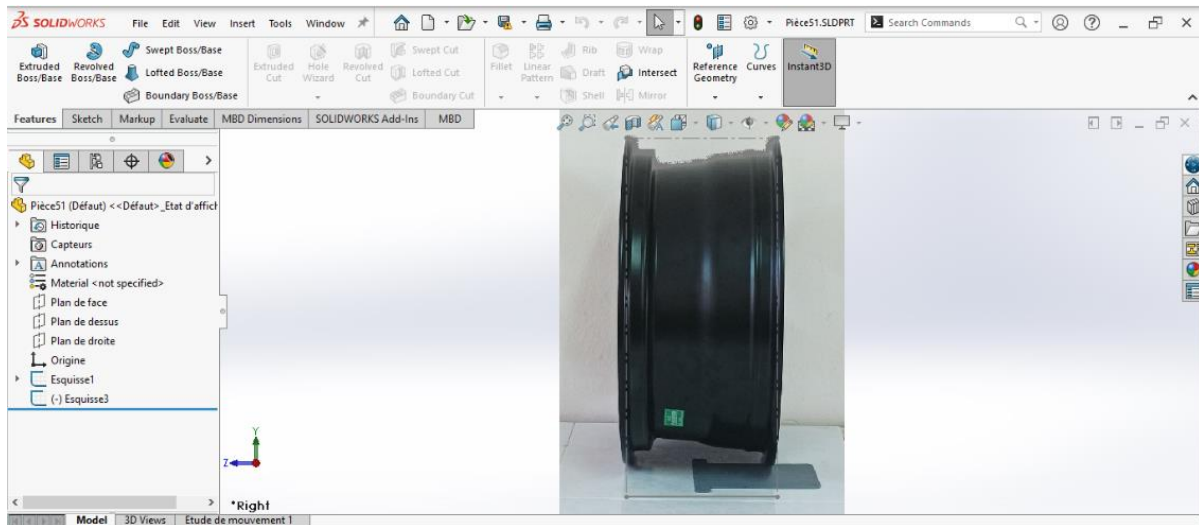 SOLIDWORKS File Edit View Insert Tools Window Pièce51.SLDPRT Search Commands
Extruded Boss/Base
Revolved Boss/Base
Swept Boss/Base
Lofted Boss/Base
Boundary Boss/Base
Extruded Cut
Hole Wizard
Revolved Cut
Swept Cut
Lofted Cut
Boundary Cut
Fillet
Linear Pattern
Rib
Draft
Shell
Wrap
Intersect
Mirror
Reference Geometry
Curves
Instant3D
Features Sketch Markup Evaluate MBD Dimensions SOLIDWORKS Add-Ins MBD
Pièce51 (Défaut) <<Défaut>_Etat d'affich
Historique
Capteurs
Annotations
Material <not specified>
Plan de face
Plan de dessus
Plan de droite
Origine
Esquisse1
(-) Esquisse3
Y
Z
*Right
Model 3D Views Etude de mouvement 1